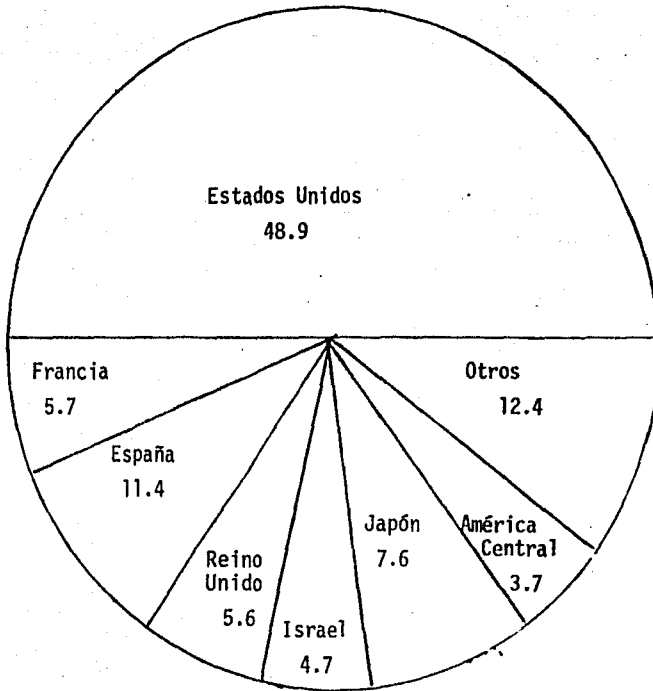 Estados Unidos
48.9
Francia
5.7
Otros
12.4
España
11.4
Japón
7.6
América
Central
3.7
Reino
Unido
5.6
Israel
4.7